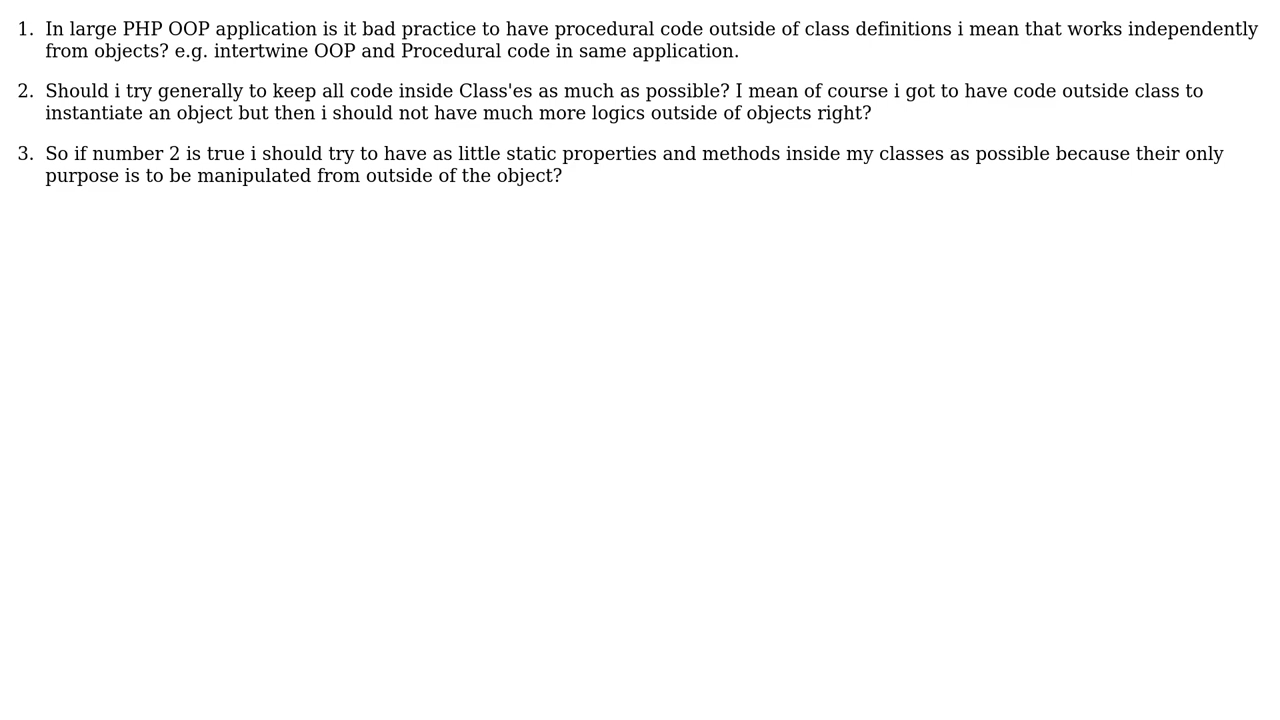 1. In large PHP OOP application is it bad practice to have procedural code outside of class definitions i mean that works independently
from objects? e.g. intertwine OOP and Procedural code in same application.
2. Should i try generally to keep all code inside Class'es as much as possible? I mean of course i got to have code outside class to
instantiate an object but then i should not have much more logics outside of objects right?
3. So if number 2 is true i should try to have as little static properties and methods inside my classes as possible because their only
purpose is to be manipulated from outside of the object?